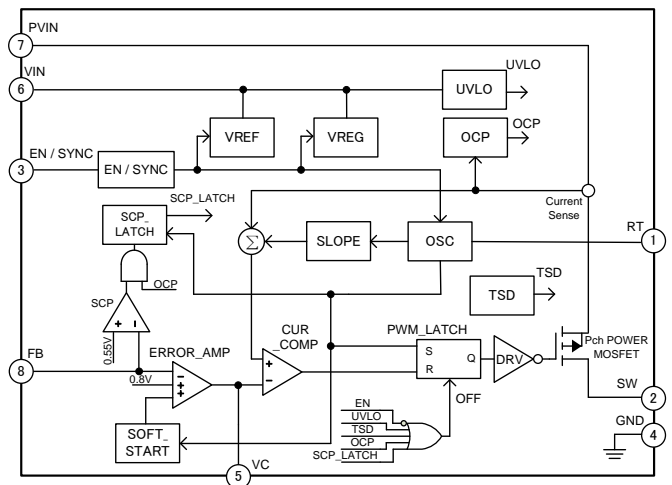 PVIN
7
VIN
6
UVLO
UVLO
OCP
OCP
VREF
VREG
EN / SYNC
3
EN / SYNC
SCP_LATCH
SCP_
LATCH
Current
Sense
Σ
SLOPE
OSC
RT
1
OCP
SCP
+ −
TSD
TSD
0.55V
CUR
_COMP
PWM_LATCH
Pch POWER
MOSFET
FB
8
ERROR_AMP
0.8V
−
+
+
+
−
S
R
Q
DRV
SW
2
OFF
EN
UVLO
TSD
OCP
SCP_LATCH
GND
4
SOFT_
START
VC
5